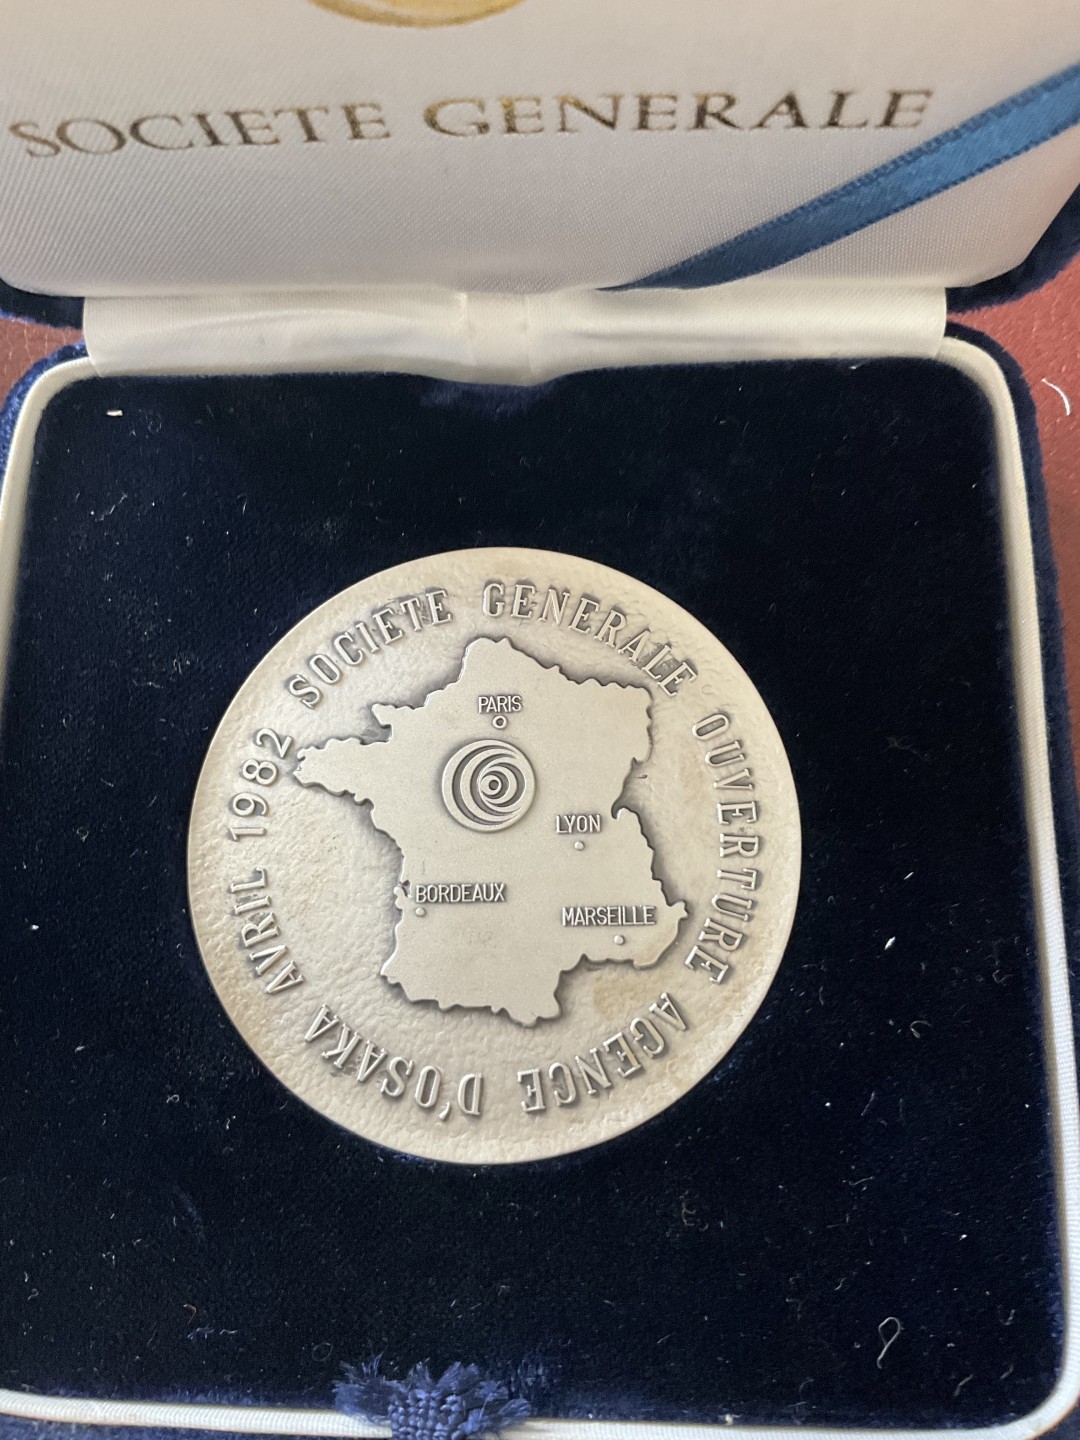 SOCIETE GENERALE
SOCIETE GENERALE OUVERTURE AGENCE D'OSAKA AVRIL 1982
PARIS
LYON
BORDEAUX
MARSEILLE